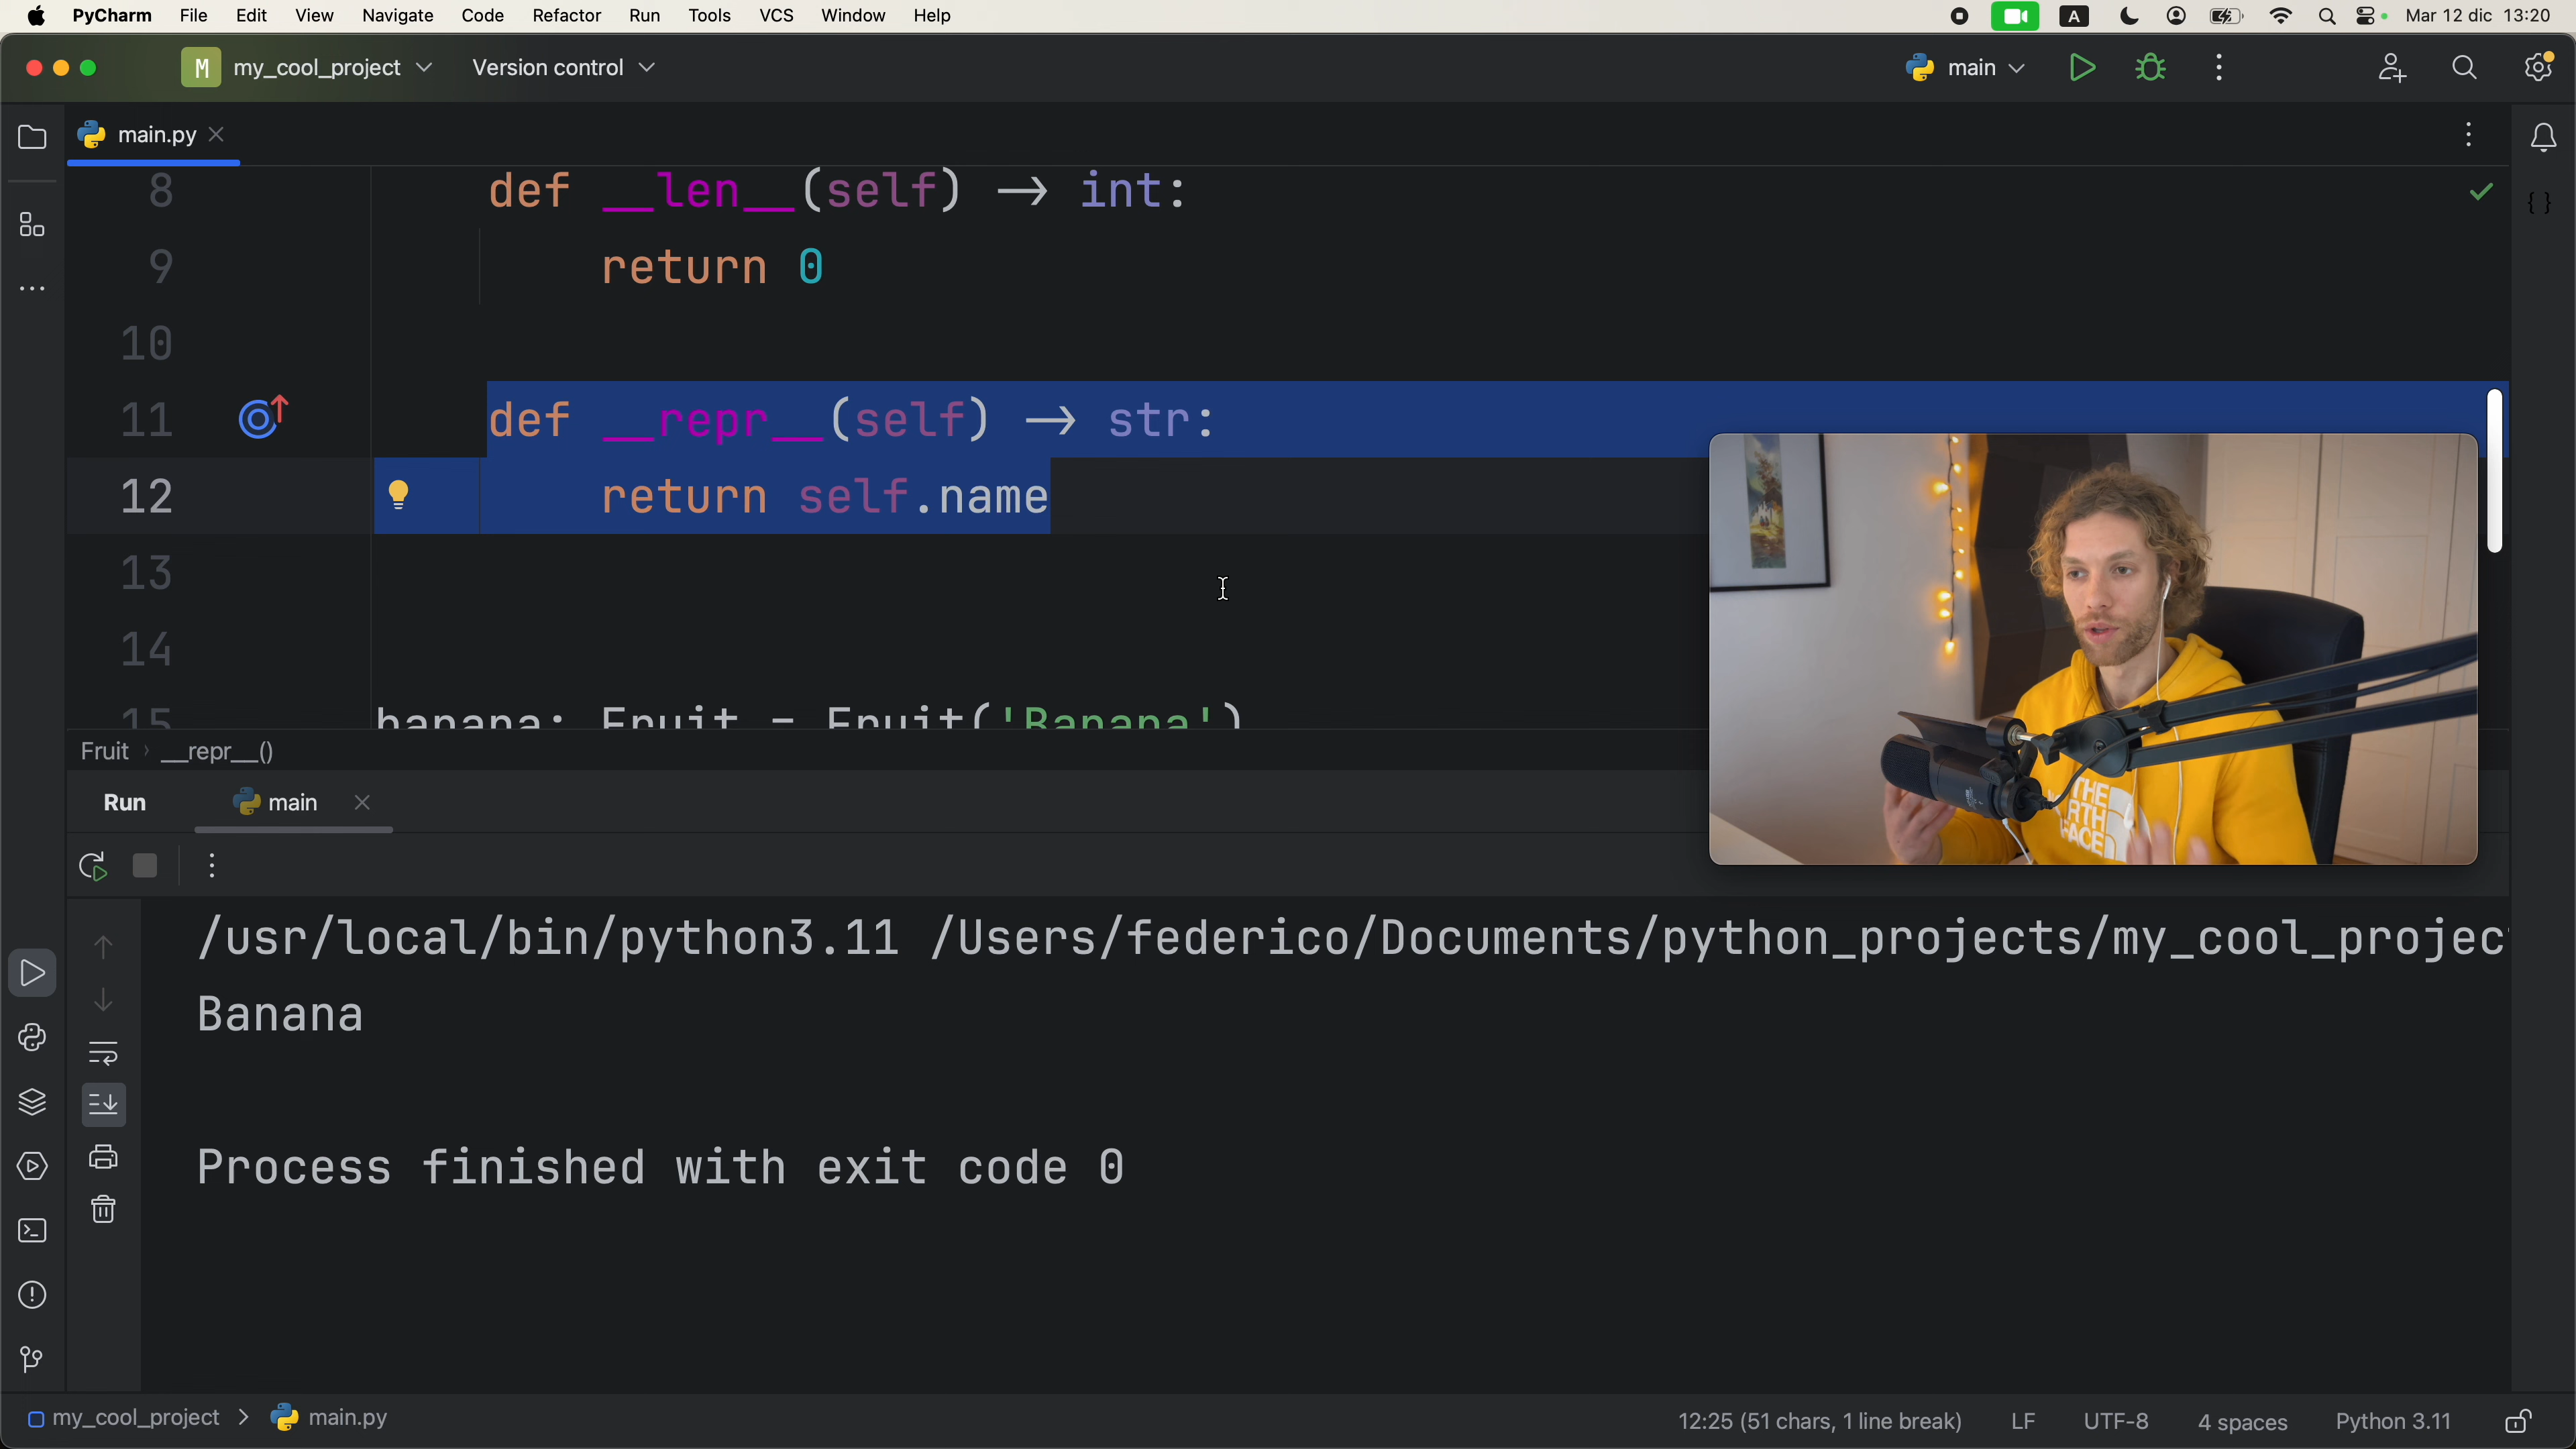 PyCharm File Edit View Navigate Code Refactor Run Tools VCS Window Help A Mar 12 dic 13:20
M my_cool_project Version control main
main.py
8 def __len__(self) → int:
9 return 0
10
11 def __repr__(self) → str:
12 return self.name
13
14
15 banana: Fruit = Fruit('Banana')
Fruit › __repr__()
Run main
/usr/local/bin/python3.11 /Users/federico/Documents/python_projects/my_cool_projec
Banana
Process finished with exit code 0
THE
NORTH
FACE
my_cool_project > main.py 12:25 (51 chars, 1 line break) LF UTF-8 4 spaces Python 3.11